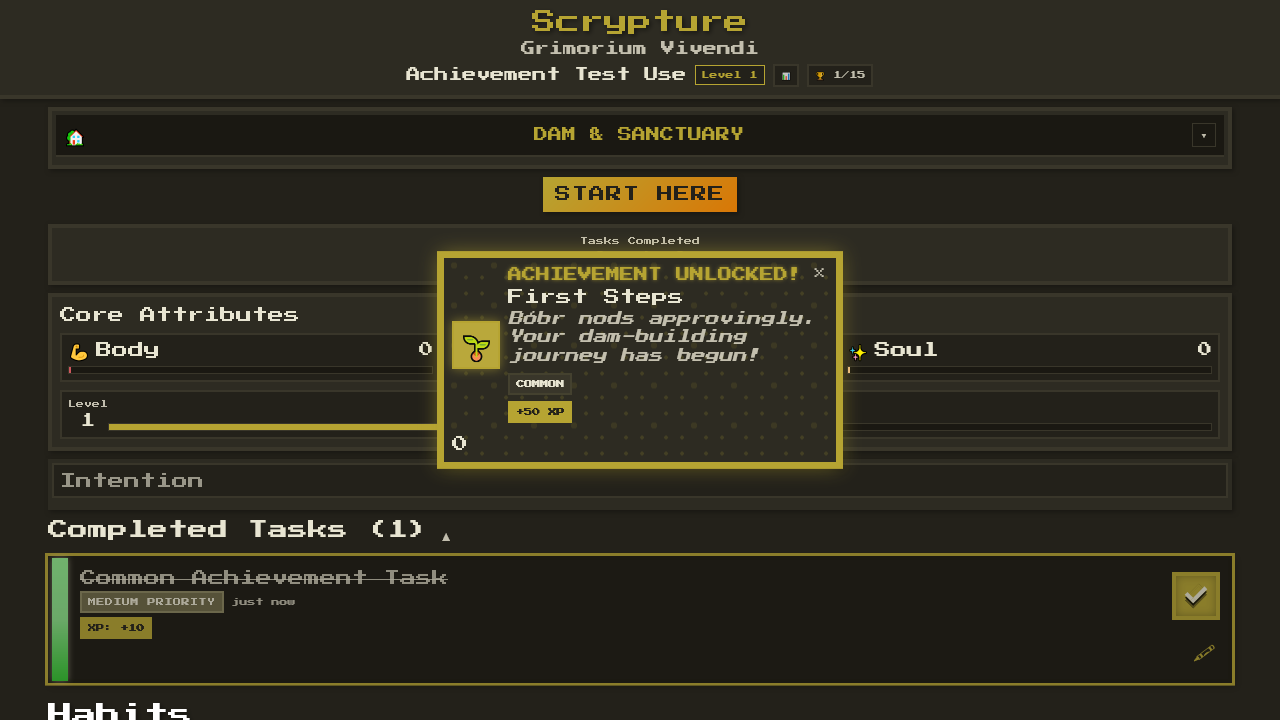 Scrypture
Grimorium Vivendi
Achievement Test Use
Level 1
1/15
DAM & SANCTUARY
START HERE
Tasks Completed
ACHIEVEMENT UNLOCKED!
First Steps
Bóbr nods approvingly.
Your dam-building
journey has begun!
COMMON
+50 XP
0
Core Attributes
Body
0
Soul
0
Level
1
Intention
Completed Tasks (1)
Common Achievement Task
MEDIUM PRIORITY just now
XP: +10
Habits